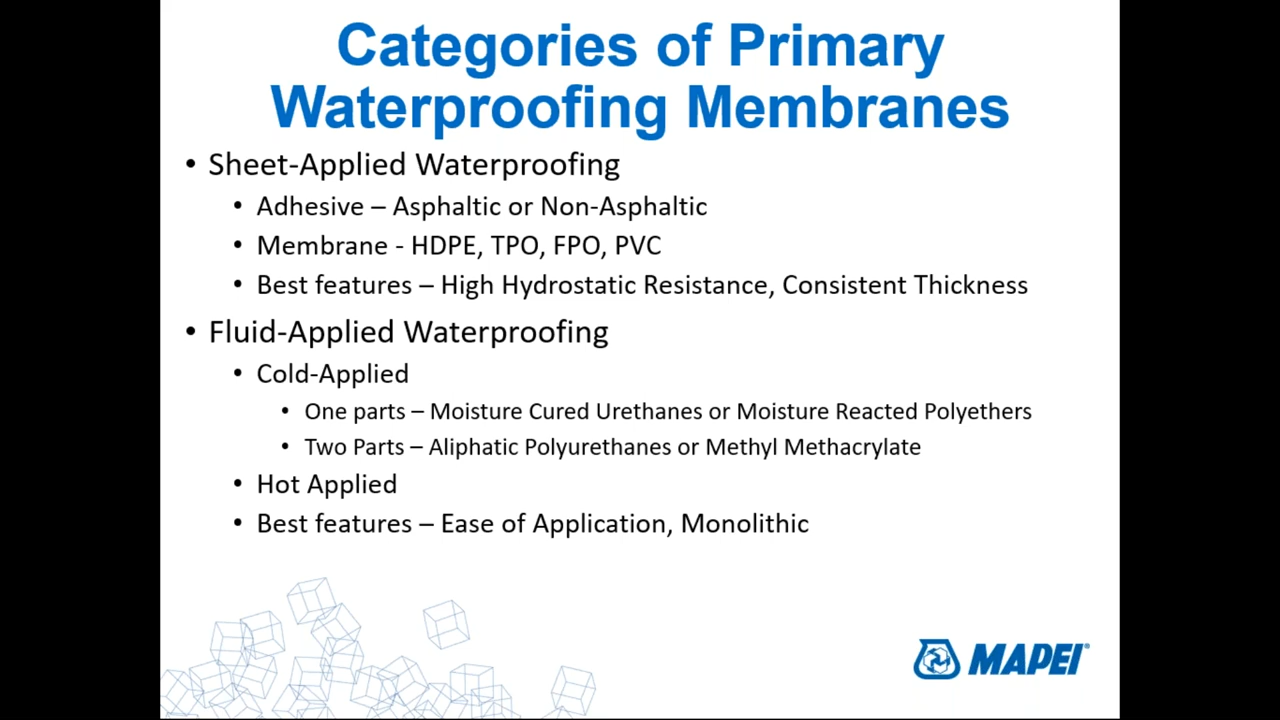 Categories of Primary
Waterproofing Membranes
• Sheet-Applied Waterproofing
• Adhesive – Asphaltic or Non-Asphaltic
• Membrane - HDPE, TPO, FPO, PVC
• Best features – High Hydrostatic Resistance, Consistent Thickness
• Fluid-Applied Waterproofing
• Cold-Applied
• One parts – Moisture Cured Urethanes or Moisture Reacted Polyethers
• Two Parts – Aliphatic Polyurethanes or Methyl Methacrylate
• Hot Applied
• Best features – Ease of Application, Monolithic
MAPEI®